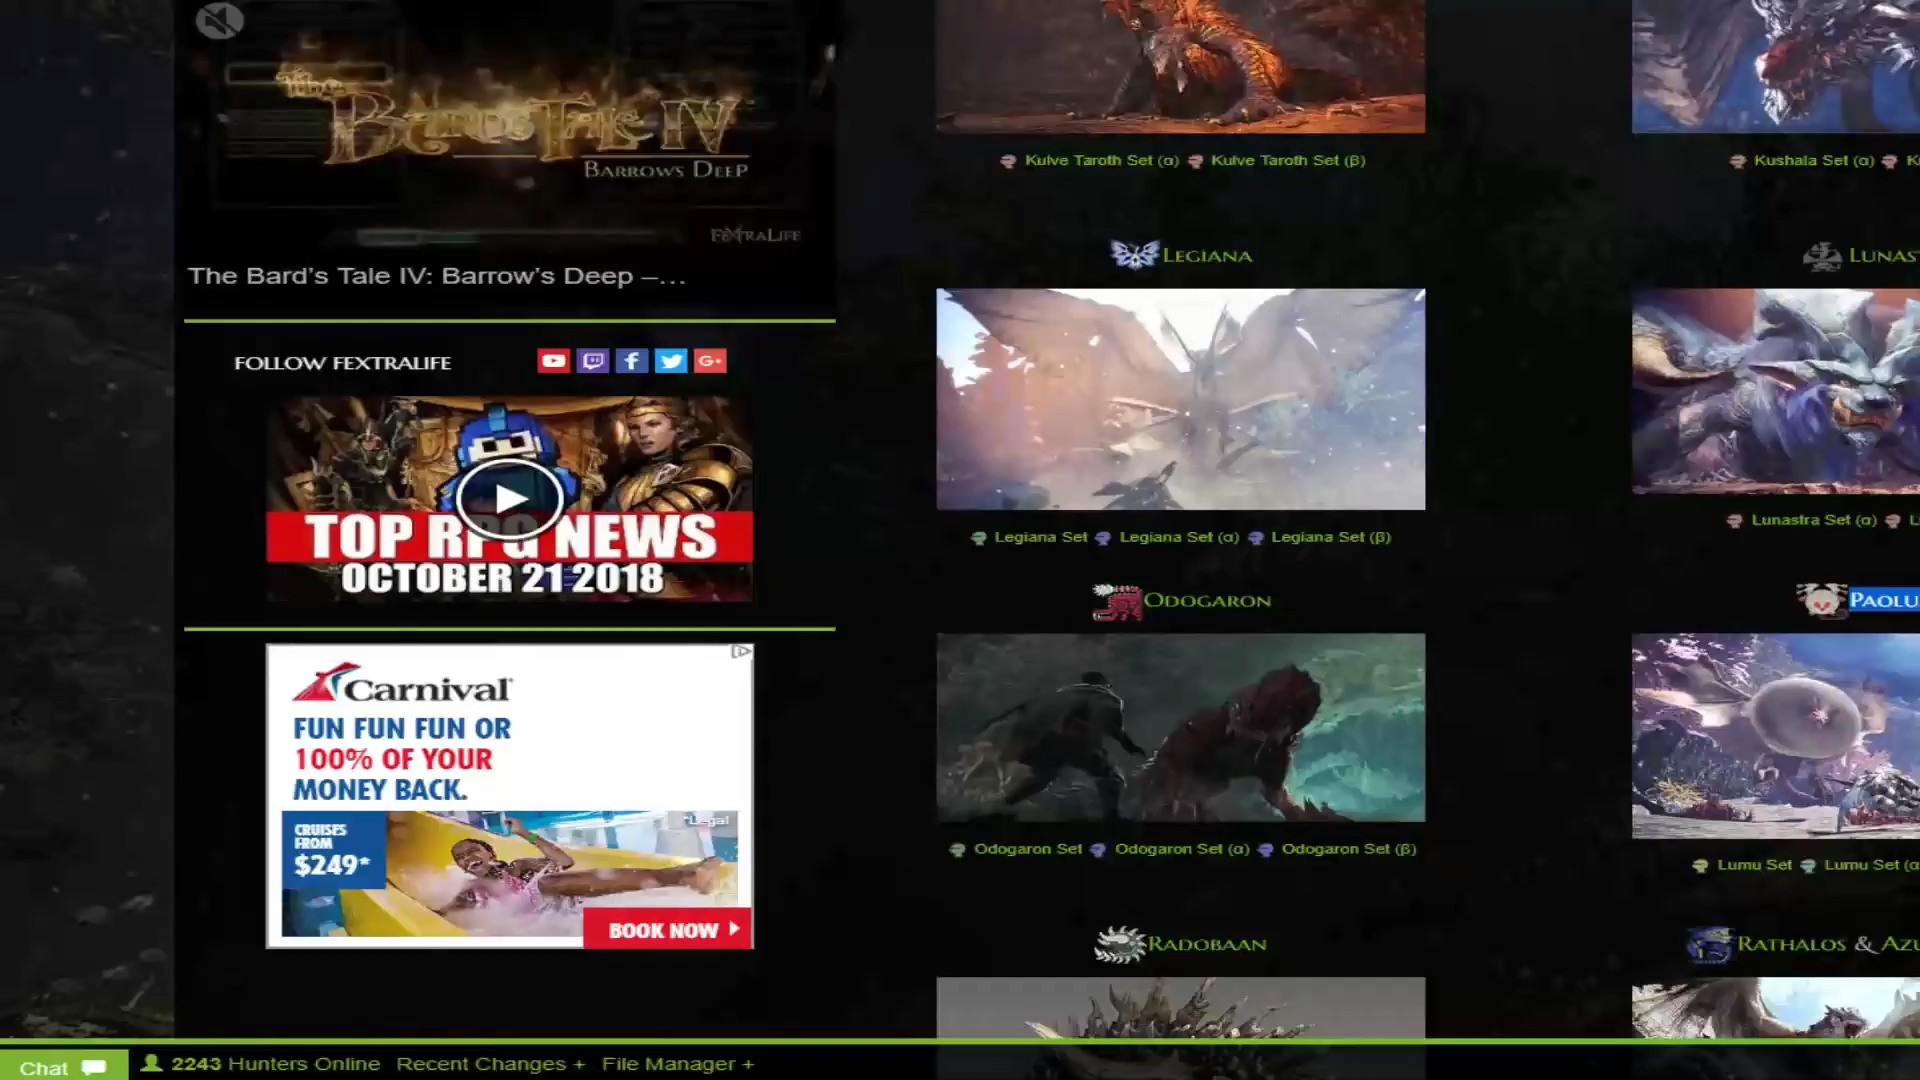 The
Bard's Tale IV
Barrows Deep
FextraLife
The Bard's Tale IV: Barrow's Deep –...
FOLLOW FEXTRALIFE
TOP RPG NEWS
OCTOBER 21 2018
Carnival
FUN FUN FUN OR
100% OF YOUR
MONEY BACK.
*Legal
CRUISES
FROM
$249*
BOOK NOW
Kulve Taroth Set (α) Kulve Taroth Set (β)
Kushala Set (α)
Legiana
Lunas
Legiana Set Legiana Set (α) Legiana Set (β)
Lunastra Set (α)
Odogaron
Paolu
Odogaron Set Odogaron Set (α) Odogaron Set (β)
Lumu Set Lumu Set (α
Radobaan
Rathalos & Azu
Chat 2243 Hunters Online Recent Changes + File Manager +